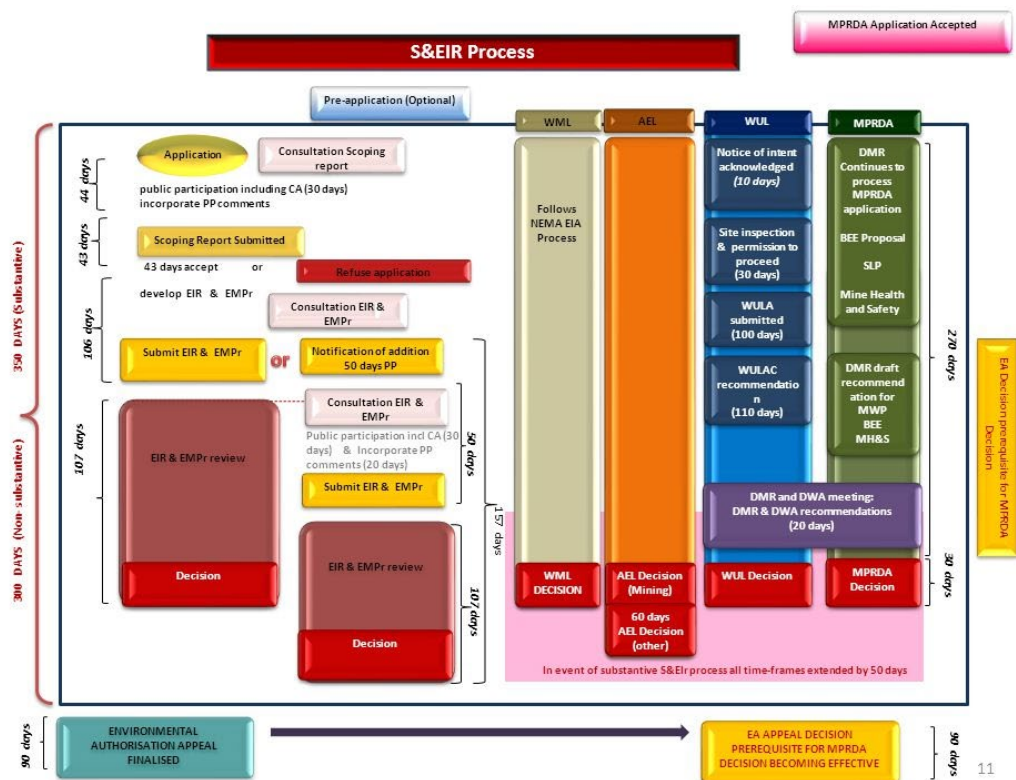 MPRDA Application Accepted
S&EIR Process
Pre-application (Optional)
WML
AEL
WUL
MPRDA
350 DAYS (Substantive)
300 DAYS (Non- substantive)
44 days
Application
Consultation Scoping
report
public participation including CA (30 days)
incorporate PP comments
43 days
Scoping Report Submitted
43 days accept or
Refuse application
develop EIR & EMPr
106 days
Consultation EIR &
EMPr
Submit EIR & EMPr
or
Notification of addition
50 days PP
107 days
EIR & EMPr review
Decision
Consultation EIR &
EMPr
Public participation incl CA (30
days) & Incorporate PP
comments (20 days)
Submit EIR & EMPr
50 days
157 days
EIR & EMPr review
Decision
107 days
Follows
NEMA EIA
Process
WML
DECISION
AEL Decision
(Mining)
60 days
AEL Decision
(other)
Notice of intent
acknowledged
(10 days)
Site inspection
& permission to
proceed
(30 days)
WULA
submitted
(100 days)
WULAC
recommendatio
n
(110 days)
DMR and DWA meeting:
DMR & DWA recommendations
(20 days)
WUL Decision
DMR
Continues to
process
MPRDA
application
BEE Proposal
SLP
Mine Health
and Safety
DMR draft
recommend
ation for
MWP
BEE
MH&S
MPRDA
Decision
270 days
30 days
EA Decision prerequisite for MPRDA
Decision
In event of substantive S&EIr process all time-frames extended by 50 days
90 days
ENVIRONMENTAL
AUTHORISATION APPEAL
FINALISED
EA APPEAL DECISION
PREREQUISITE FOR MPRDA
DECISION BECOMING EFFECTIVE
90 days
11